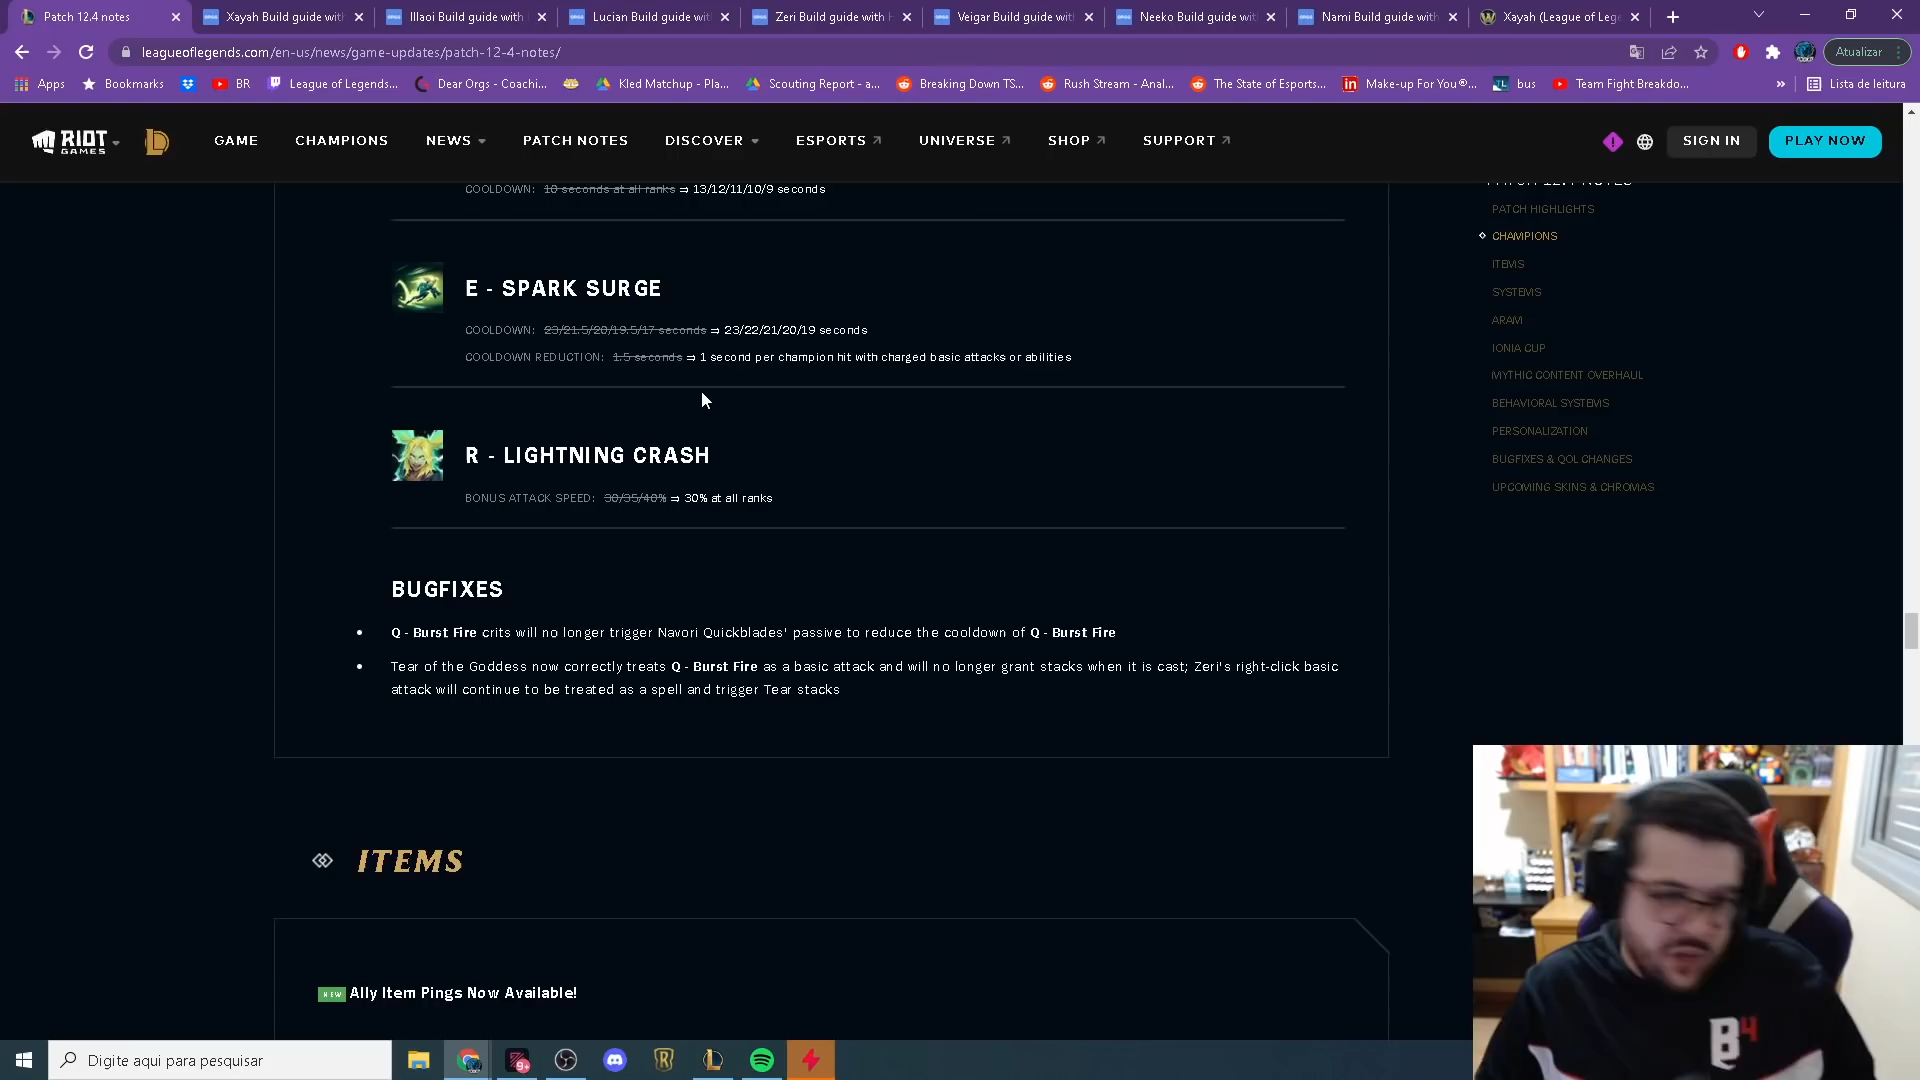 Patch 12.4 notes
Xayah Build guide with
Illaoi Build guide with
Lucian Build guide wit
Zeri Build guide with
Veigar Build guide wit
Neeko Build guide wit
Nami Build guide with
Xayah (League of Leg
leagueoflegends.com/en-us/news/game-updates/patch-12-4-notes/
Atualizar
Apps
Bookmarks
BR
League of Legends...
Dear Orgs - Coachi...
Kled Matchup - Pla...
Scouting Report - a...
Breaking Down TS...
Rush Stream - Anal...
The State of Esports...
Make-up For You ®...
bus
Team Fight Breakdo...
»
Lista de leitura
RIOT GAMES
GAME
CHAMPIONS
NEWS
PATCH NOTES
DISCOVER
ESPORTS
UNIVERSE
SHOP
SUPPORT
SIGN IN
PLAY NOW
COOLDOWN: 10 seconds at all ranks ⇒ 13/12/11/10/9 seconds
E - SPARK SURGE
COOLDOWN: 23/21.5/20/19.5/17 seconds ⇒ 23/22/21/20/19 seconds
COOLDOWN REDUCTION: 1.5 seconds ⇒ 1 second per champion hit with charged basic attacks or abilities
R - LIGHTNING CRASH
BONUS ATTACK SPEED: 30/35/40% ⇒ 30% at all ranks
BUGFIXES
• Q - Burst Fire crits will no longer trigger Navori Quickblades' passive to reduce the cooldown of Q - Burst Fire
• Tear of the Goddess now correctly treats Q - Burst Fire as a basic attack and will no longer grant stacks when it is cast; Zeri's right-click basic
attack will continue to be treated as a spell and trigger Tear stacks
ITEMS
NEW Ally Item Pings Now Available!
PATCH 12.4 NOTES
PATCH HIGHLIGHTS
CHAMPIONS
ITEMS
SYSTEMS
ARAM
IONIA CUP
MYTHIC CONTENT OVERHAUL
BEHAVIORAL SYSTEMS
PERSONALIZATION
BUGFIXES & QOL CHANGES
UPCOMING SKINS & CHROMAS
B4
Digite aqui para pesquisar
9+